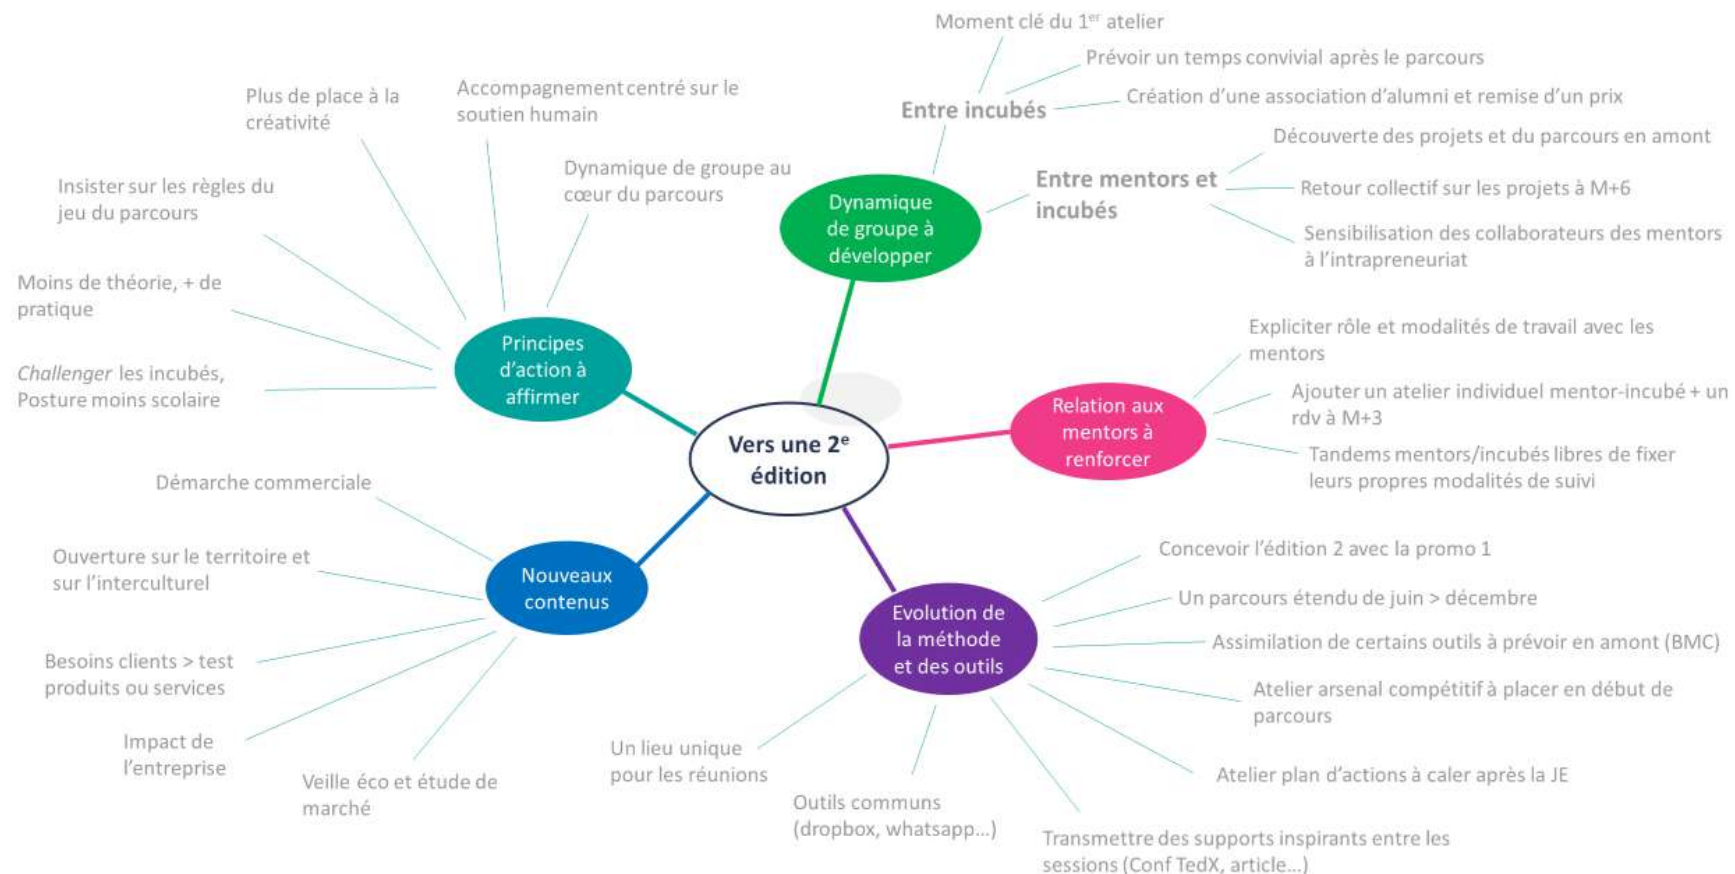 Moment clé du 1er atelier
Prévoir un temps convivial après le parcours
Entre incubés
Création d’une association d’alumni et remise d’un prix
Découverte des projets et du parcours en amont
Entre mentors et
incubés
Retour collectif sur les projets à M+6
Sensibilisation des collaborateurs des mentors
à l’intrapreneuriat
Dynamique
de groupe à
développer
Plus de place à la
créativité
Accompagnement centré sur le
soutien humain
Dynamique de groupe au
cœur du parcours
Insister sur les règles du
jeu du parcours
Moins de théorie, + de
pratique
Challenger les incubés,
Posture moins scolaire
Principes
d’action à
affirmer
Expliciter rôle et modalités de travail avec les
mentors
Ajouter un atelier individuel mentor-incubé + un
rdv à M+3
Tandems mentors/incubés libres de fixer
leurs propres modalités de suivi
Relation aux
mentors à
renforcer
Vers une 2e
édition
Démarche commerciale
Ouverture sur le territoire et
sur l’interculturel
Besoins clients > test
produits ou services
Impact de
l’entreprise
Veille éco et étude de
marché
Nouveaux
contenus
Evolution de
la méthode
et des outils
Concevoir l’édition 2 avec la promo 1
Un parcours étendu de juin > décembre
Assimilation de certains outils à prévoir en amont (BMC)
Atelier arsenal compétitif à placer en début de
parcours
Atelier plan d’actions à caler après la JE
Transmettre des supports inspirants entre les
sessions (Conf TedX, article…)
Outils communs
(dropbox, whatsapp…)
Un lieu unique
pour les réunions